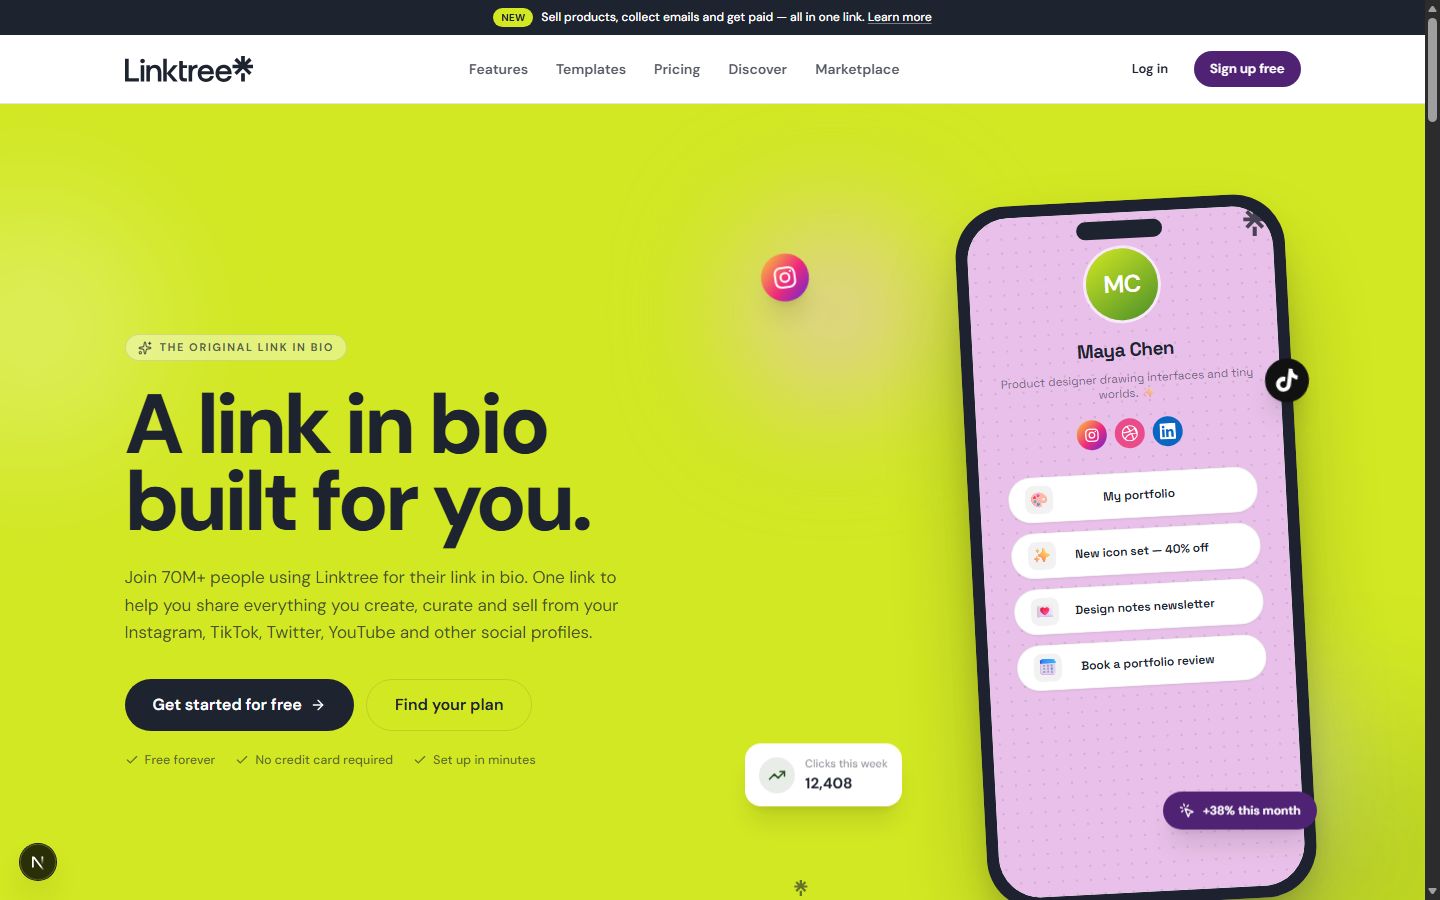 NEW Sell products, collect emails and get paid — all in one link. Learn more
Linktree Features Templates Pricing Discover Marketplace Log in Sign up free
THE ORIGINAL LINK IN BIO
A link in bio
built for you.
Join 70M+ people using Linktree for their link in bio. One link to
help you share everything you create, curate and sell from your
Instagram, TikTok, Twitter, YouTube and other social profiles.
Get started for free Find your plan
Free forever No credit card required Set up in minutes
MC
Maya Chen
Product designer drawing interfaces and tiny
worlds.
in
My portfolio
New icon set — 40% off
Design notes newsletter
Book a portfolio review
Clicks this week
12,408
+38% this month
N